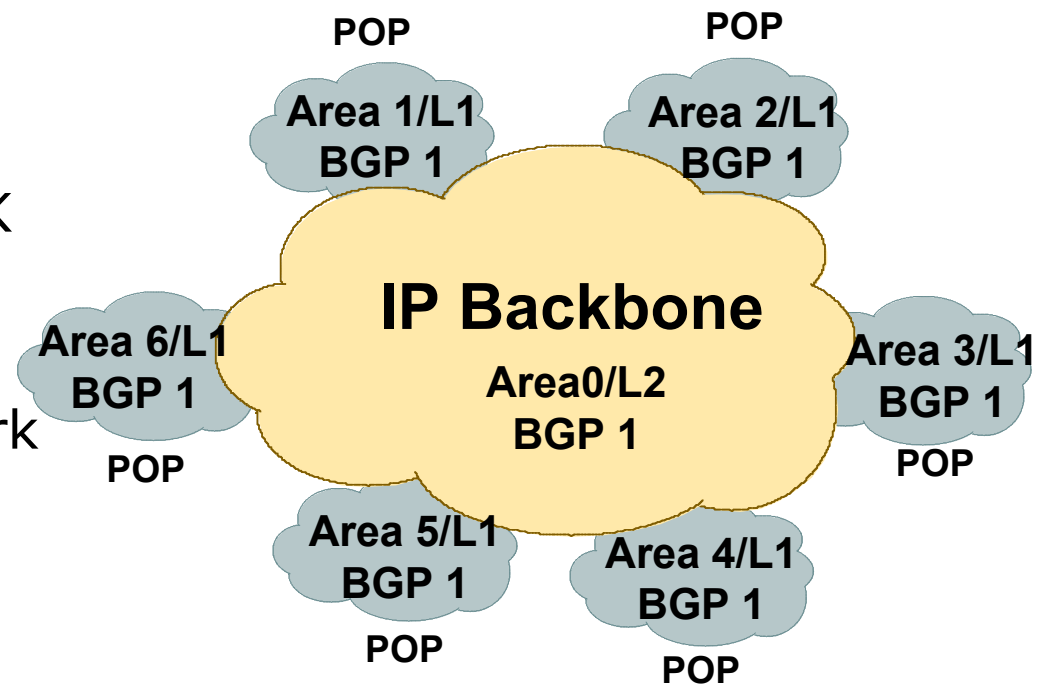 POP
POP
Area 1/L1
BGP 1
Area 2/L1
BGP 1
IP Backbone
Area0/L2
BGP 1
Area 6/L1
BGP 1
POP
Area 3/L1
BGP 1
POP
Area 5/L1
BGP 1
POP
Area 4/L1
BGP 1
POP